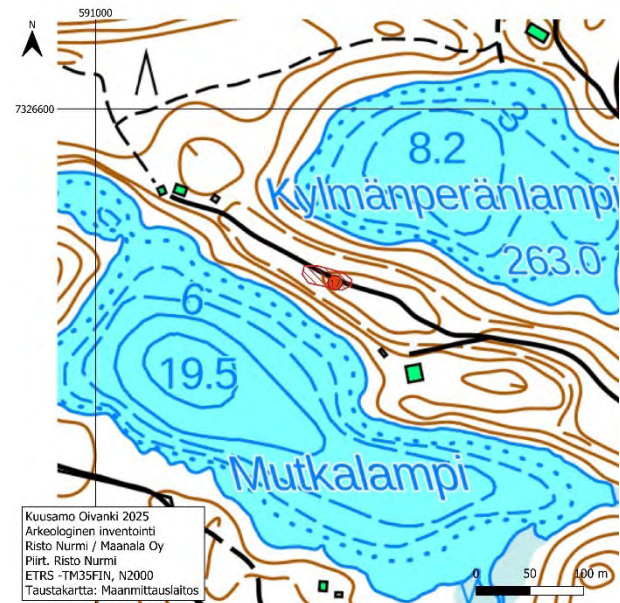 591000
N
7326600
3
8.2
Kylmänperänlampi
263.0
17
6
19.5
Mutkalampi
Kuusamo Oivanki 2025
Arkeologinen inventointi
Risto Nurmi / Maanala Oy
Piirt. Risto Nurmi
ETRS -TM35FIN, N2000
Taustakartta: Maanmittauslaitos
0 50 100 m